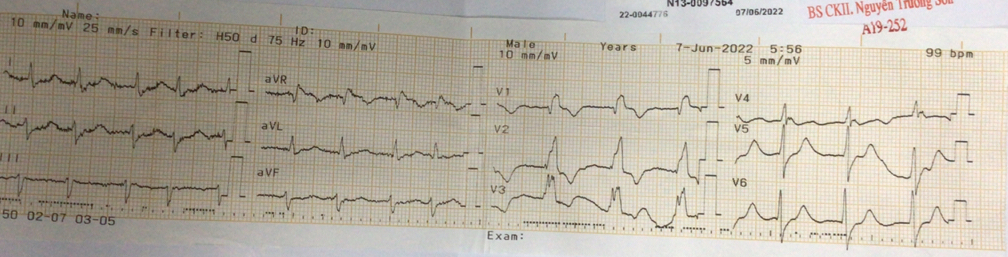 N13-0097564
22-0044776
07/06/2022
BS CKII. Nguyễn Trường Sơn
A19-252
Name:
ID:
10 mm/mV 25 mm/s Filter: H50 d 75 Hz 10 mm/mV
Male Years 7-Jun-2022 5:56 99 bpm
10 mm/mV 5 mm/mV
I
aVR
V1
V4
II
aVL
V2
V5
III
aVF
V3
V6
50 02-07 03-05
Exam: